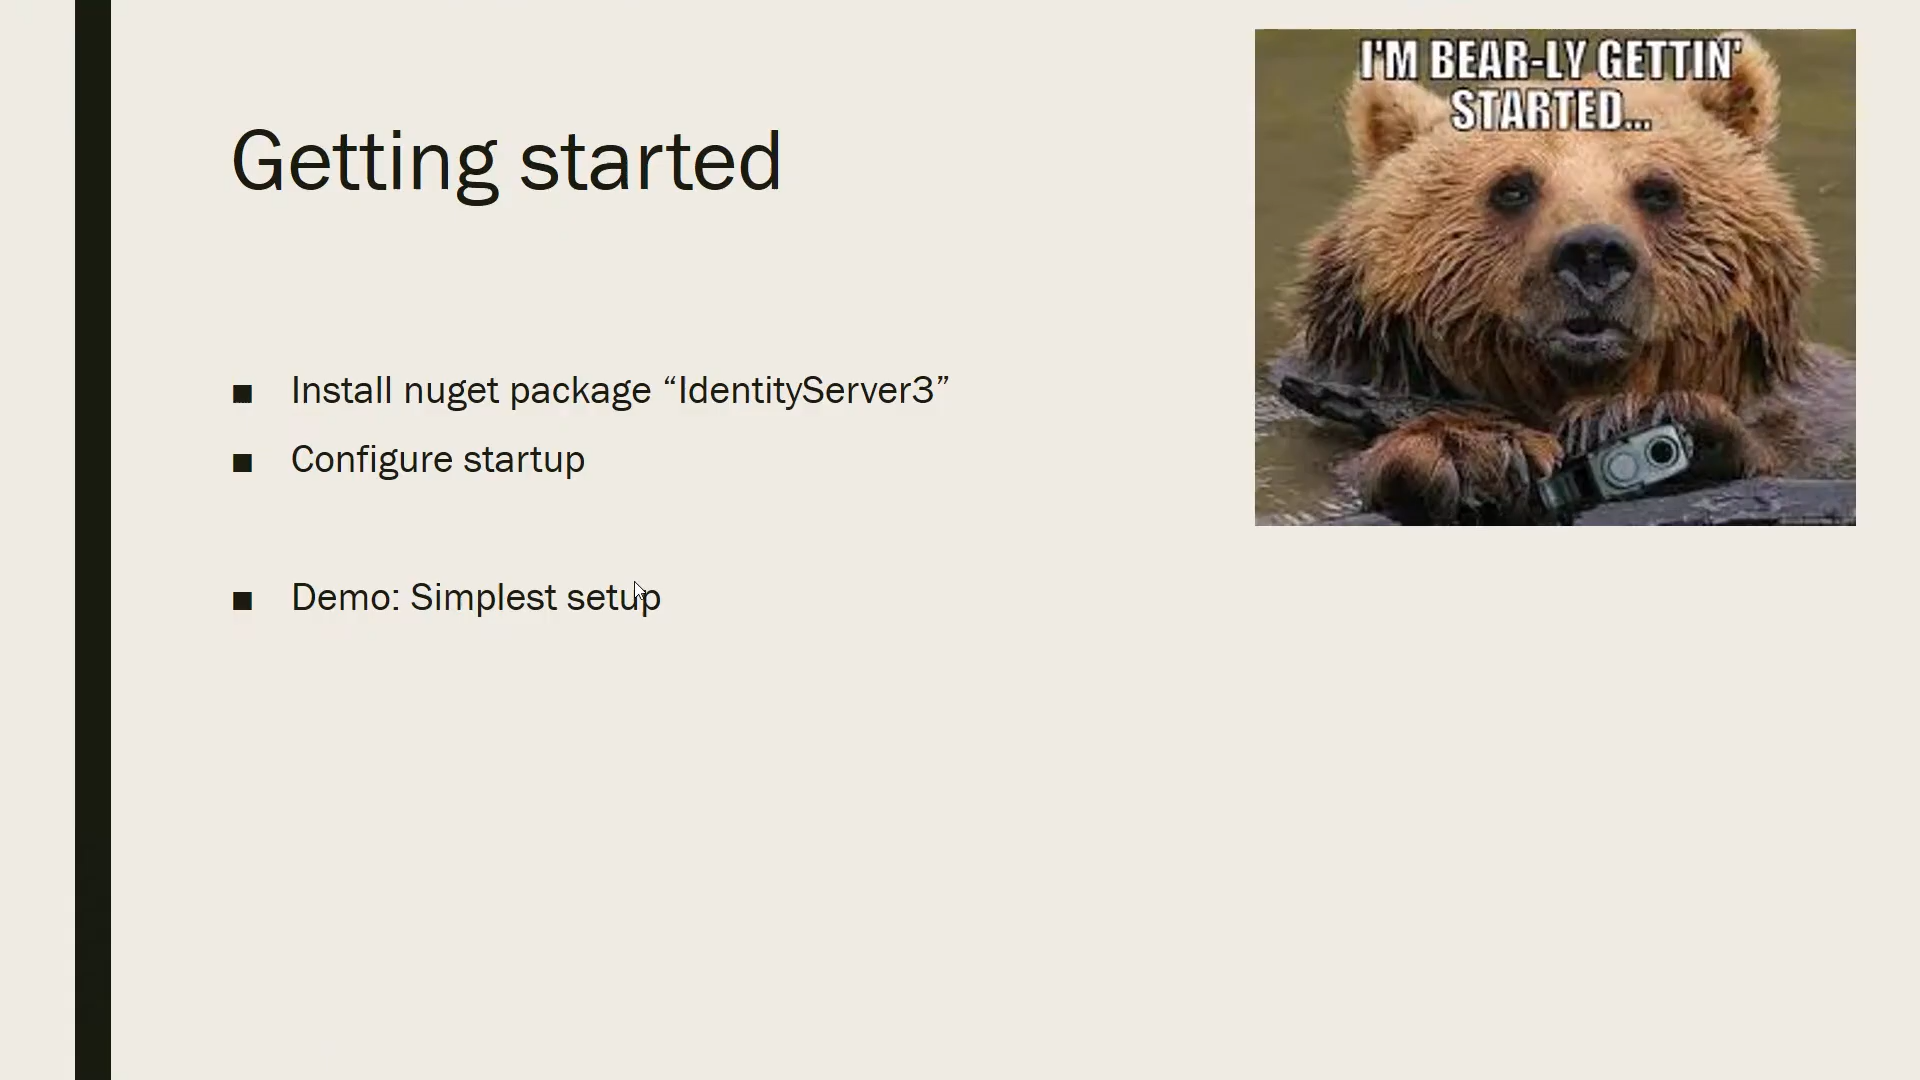 Getting started
I'M BEAR-LY GETTIN'
STARTED...
■ Install nuget package “IdentityServer3”
■ Configure startup
■ Demo: Simplest setup